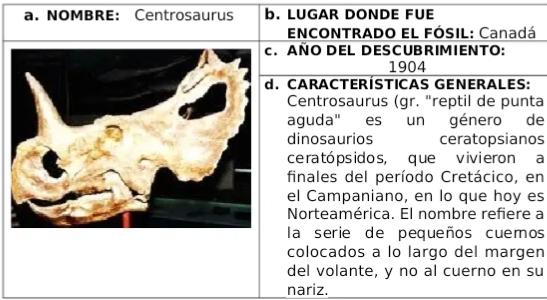 a. NOMBRE: Centrosaurus
b. LUGAR DONDE FUE
ENCONTRADO EL FÓSIL: Canadá
c. AÑO DEL DESCUBRIMIENTO:
1904
d. CARACTERÍSTICAS GENERALES:
Centrosaurus (gr. "reptil de punta
aguda" es un género de
dinosaurios ceratopsianos
ceratópsidos, que vivieron a
finales del período Cretácico, en
el Campaniano, en lo que hoy es
Norteamérica. El nombre refiere a
la serie de pequeños cuernos
colocados a lo largo del margen
del volante, y no al cuerno en su
nariz.